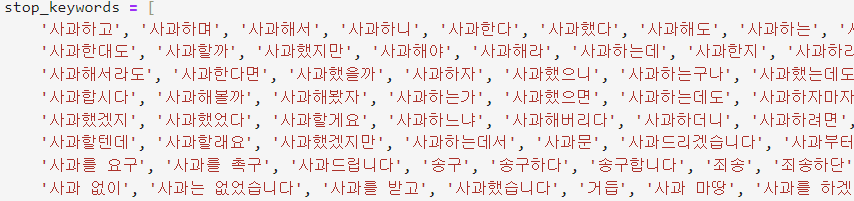 stop_keywords = [
'사과하고', '사과하며', '사과해서', '사과하니', '사과한다', '사과했다', '사과해도', '사과하는',
'사과한대도', '사과할까', '사과했지만', '사과해야', '사과해라', '사과하는데', '사과한지', '사과하
'사과해서라도', '사과한다면', '사과했을까', '사과하자', '사과했으니', '사과하는구나', '사과했는데도
'사과합시다', '사과해볼까', '사과해봤자', '사과하는가', '사과했으면', '사과하는데도', '사과하자마자
'사과했겠지', '사과했었다', '사과할게요', '사과하느냐', '사과해버리다', '사과하더니', '사과하려면',
'사과할텐데', '사과할래요', '사과했겠지만', '사과하는데서', '사과문', '사과드리겠습니다', '사과부터
'사과를 요구', '사과를 촉구', '사과드립니다', '송구', '송구하다', '송구합니다', '죄송', '죄송하단'
'사과 없이', '사과는 없었습니다', '사과를 받고', '사과했습니다', '거듭', '사과 마땅', '사과를 하겠